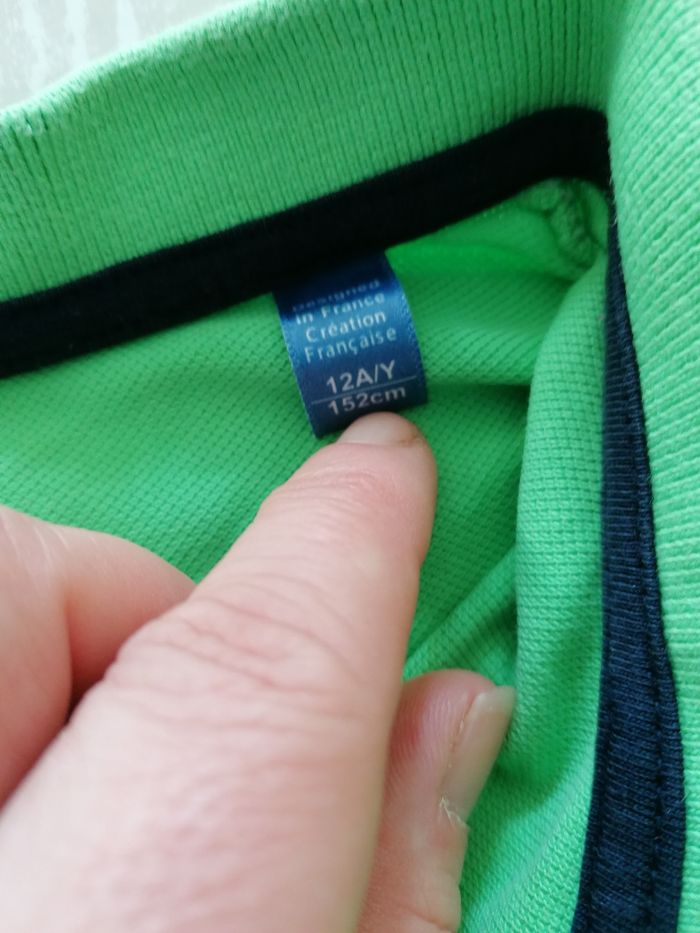 Designed
in France
Création
Française
12A/Y
152cm